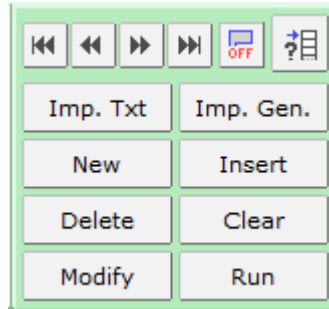 OFF ?
Imp. Txt Imp. Gen.
New Insert
Delete Clear
Modify Run